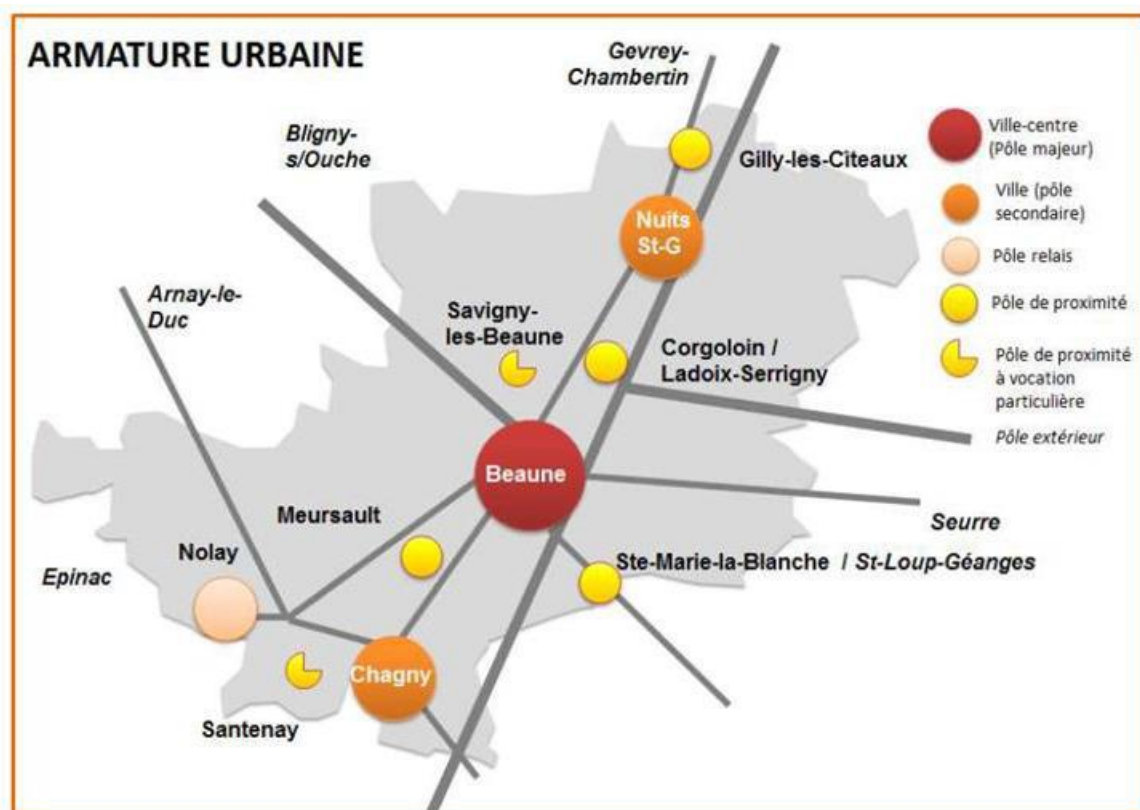 ARMATURE URBAINE
Gevrey-
Chambertin
Bligny-
s/Ouche
Gilly-les-Cîteaux
Nuits
St-G
Arnay-le-
Duc
Savigny-
les-Beaune
Corgoloin /
Ladoix-Serrigny
Beaune
Meursault
Seurre
Nolay
Epinac
Ste-Marie-la-Blanche / St-Loup-Géanges
Chagny
Santenay
Ville-centre
(Pôle majeur)
Ville (pôle
secondaire)
Pôle relais
Pôle de proximité
Pôle de proximité
à vocation
particulière
Pôle extérieur